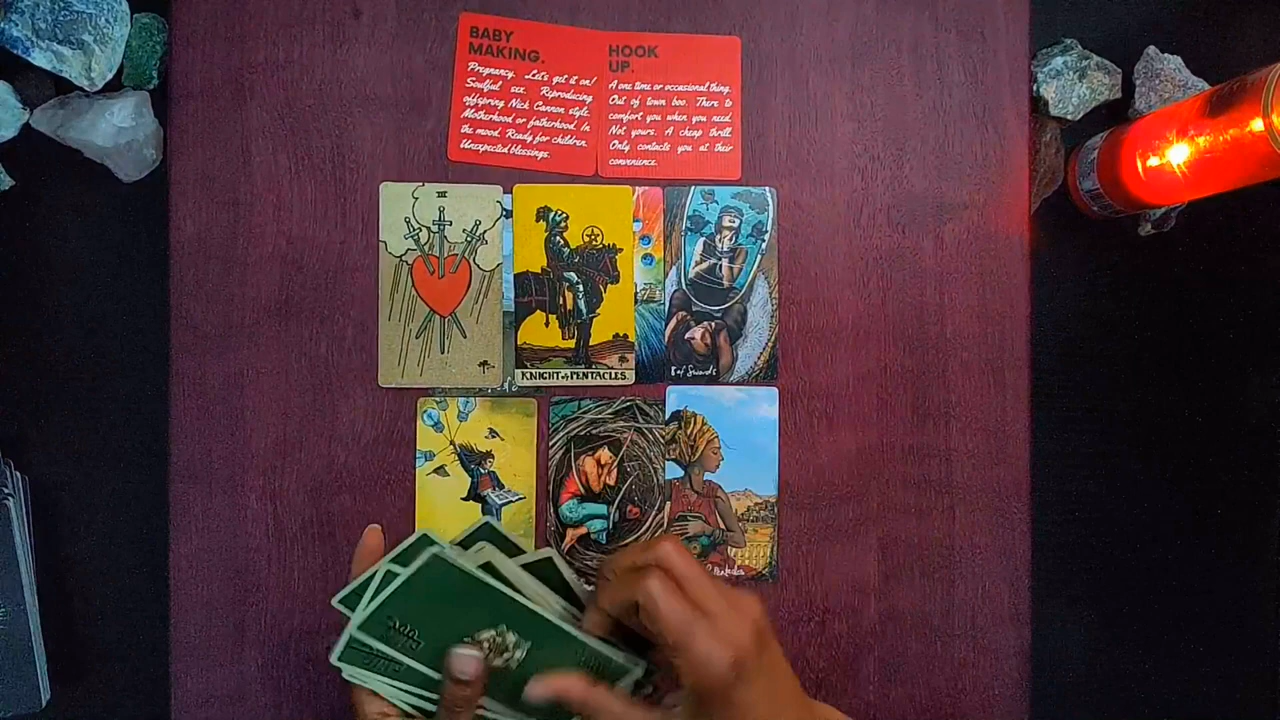 BABY
MAKING.
Pregnancy. Let's get it on!
Soulful sex. Reproducing
offspring Nick Cannon style.
Motherhood or fatherhood. In
the mood. Ready for children.
Unexpected blessings.
HOOK
UP.
A one time or occasional thing.
Out of town boo. There to
comfort you when you need.
Not yours. A cheap thrill.
Only contacts you at their
convenience.
III
KNIGHT of PENTACLES.
8 of Swords
Pentacles